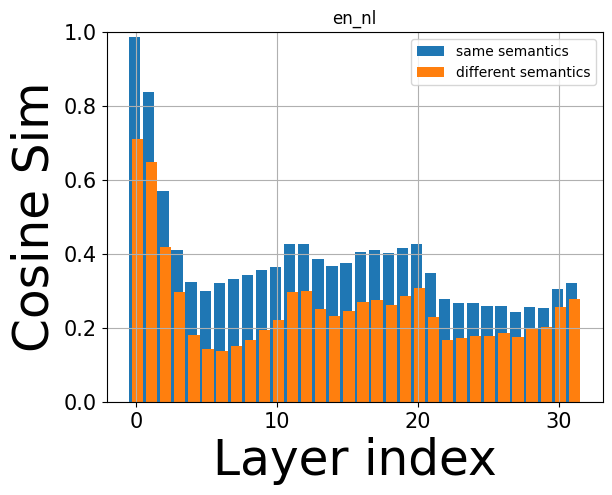 en_nl
same semantics
different semantics
Cosine Sim
1.0
0.8
0.6
0.4
0.2
0.0
0 10 20 30
Layer index